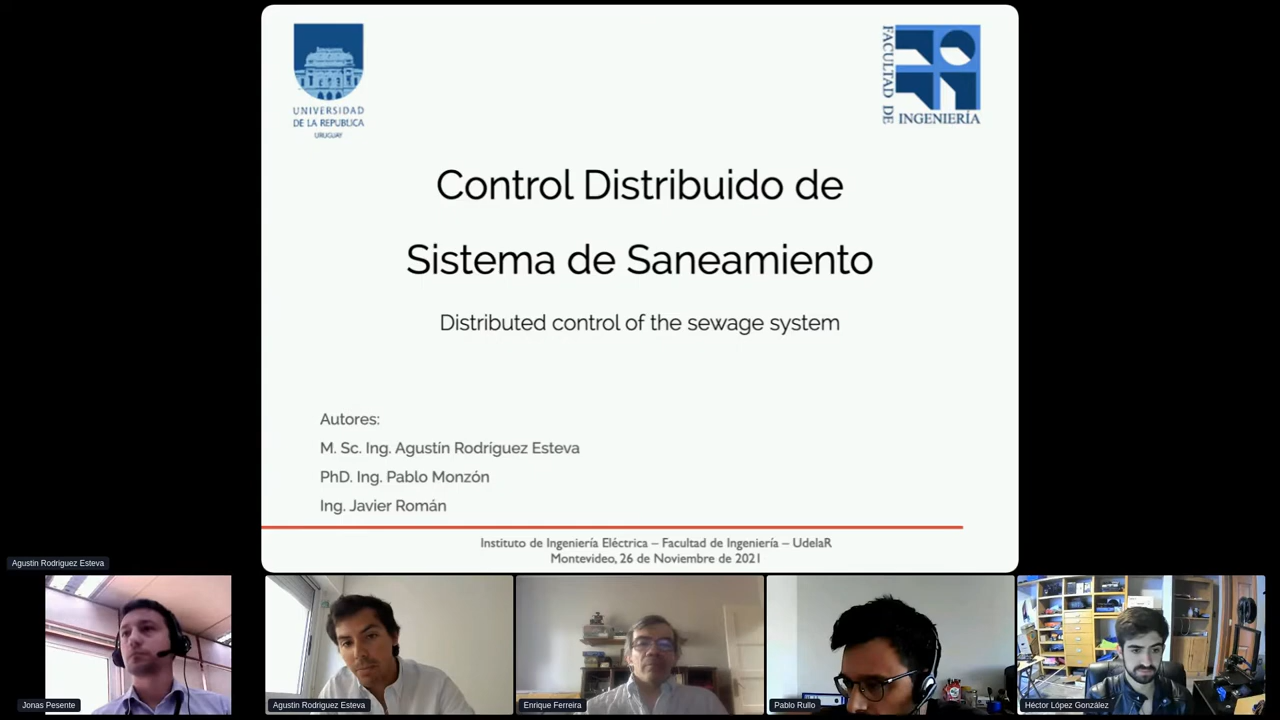 UNIVERSIDAD
DE LA REPUBLICA
URUGUAY
FACULTAD DE INGENIERÍA
Control Distribuido de
Sistema de Saneamiento
Distributed control of the sewage system
Autores:
M. Sc. Ing. Agustín Rodríguez Esteva
PhD. Ing. Pablo Monzón
Ing. Javier Román
Instituto de Ingeniería Eléctrica – Facultad de Ingeniería – UdelaR
Montevideo, 26 de Noviembre de 2021
Agustin Rodriguez Esteva
Jonas Pesente
Agustin Rodriguez Esteva
Enrique Ferreira
Pablo Rullo
Héctor López González